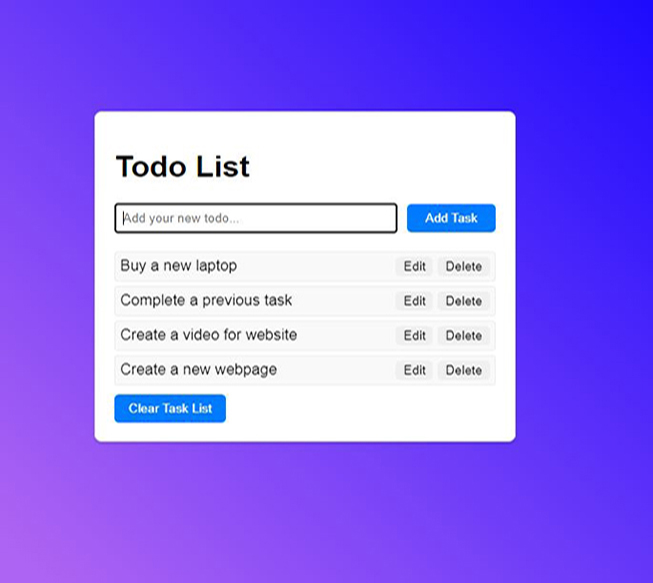 Todo List
Add your new todo... Add Task
Buy a new laptop Edit Delete
Complete a previous task Edit Delete
Create a video for website Edit Delete
Create a new webpage Edit Delete
Clear Task List